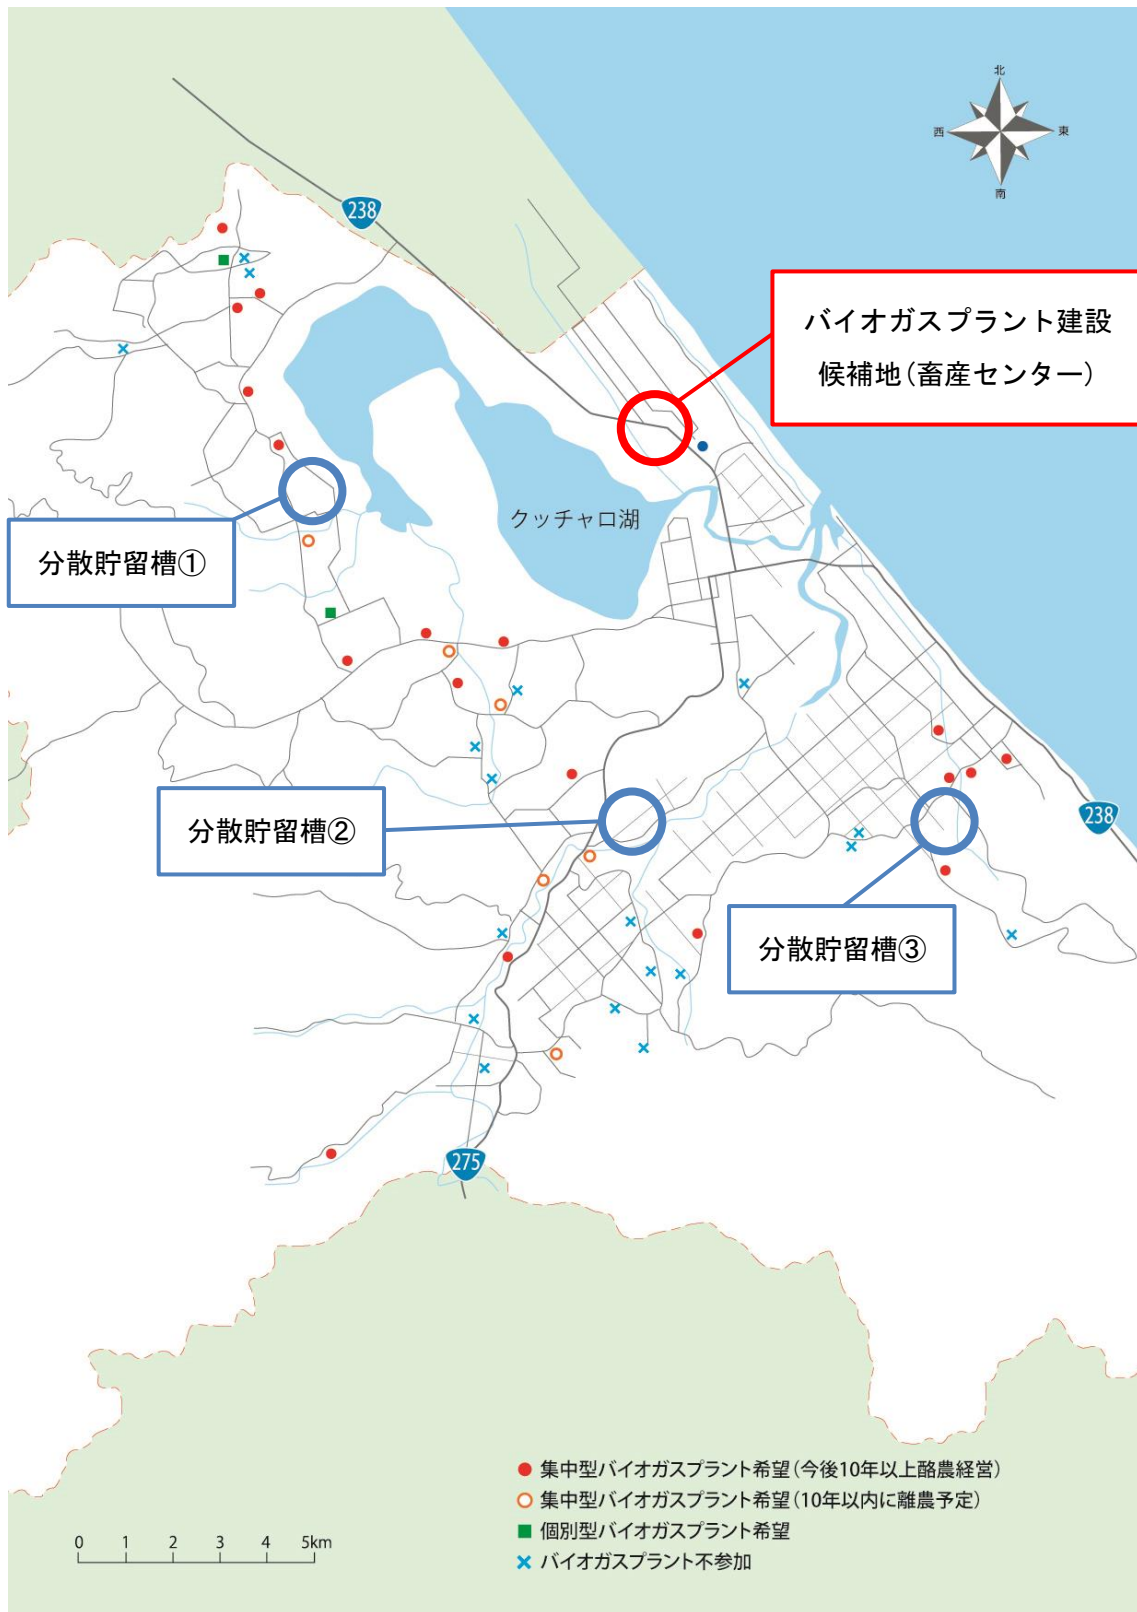 北
西
東
南
238
バイオガスプラント建設
候補地(畜産センター)
クッチャロ湖
分散貯留槽①
分散貯留槽②
238
分散貯留槽③
275
集中型バイオガスプラント希望(今後10年以上酪農経営)
集中型バイオガスプラント希望(10年以内に離農予定)
個別型バイオガスプラント希望
バイオガスプラント不参加
0 1 2 3 4 5km